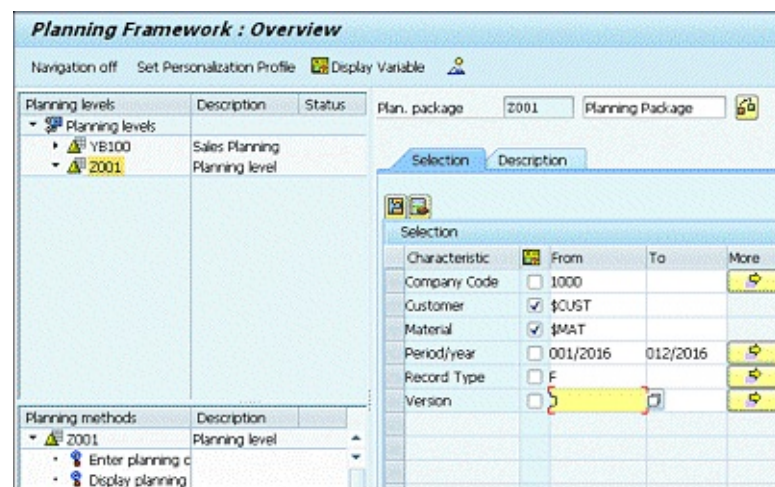 Planning Framework : Overview
Navigation off Set Personalization Profile Display Variable
Planning levels Description Status
Planning levels
YB100 Sales Planning
Z001 Planning level
Plan. package Z001 Planning Package
Selection Description
Selection
Characteristic From To More
Company Code 1000
Customer $CUST
Material $MAT
Period/year 001/2016 012/2016
Record Type F
Version
Planning methods Description
Z001 Planning level
Enter planning c
Display planning